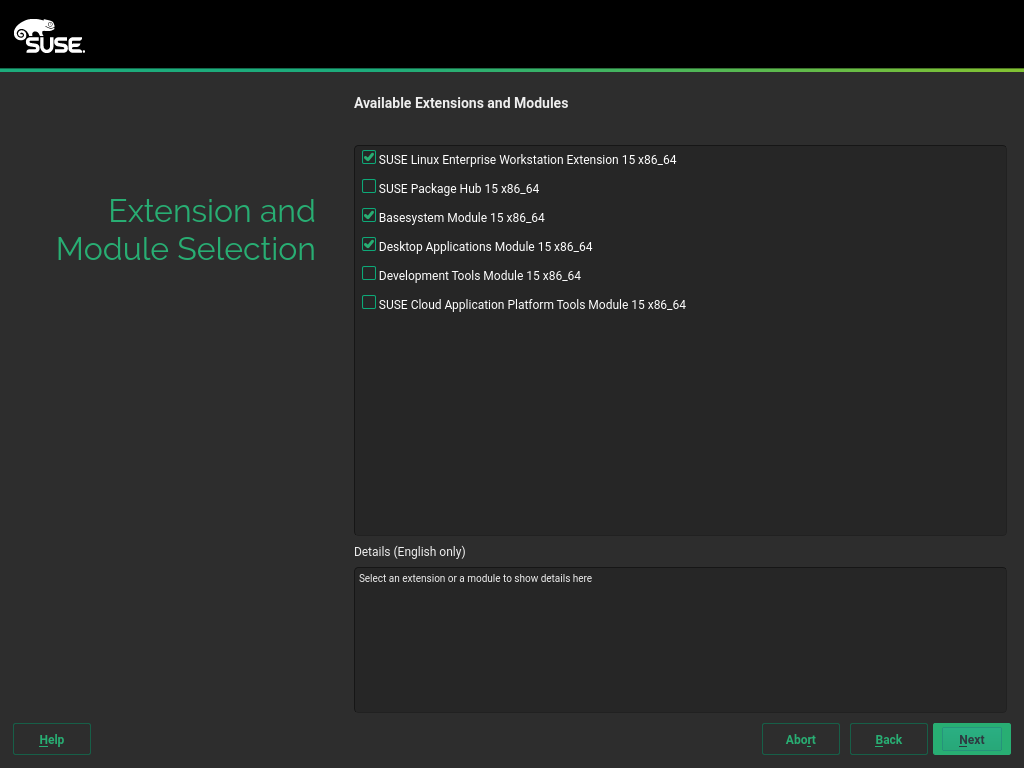 SUSE.
Available Extensions and Modules
Extension and
Module Selection
SUSE Linux Enterprise Workstation Extension 15 x86_64
SUSE Package Hub 15 x86_64
Basesystem Module 15 x86_64
Desktop Applications Module 15 x86_64
Development Tools Module 15 x86_64
SUSE Cloud Application Platform Tools Module 15 x86_64
Details (English only)
Select an extension or a module to show details here
Help
Abort
Back
Next